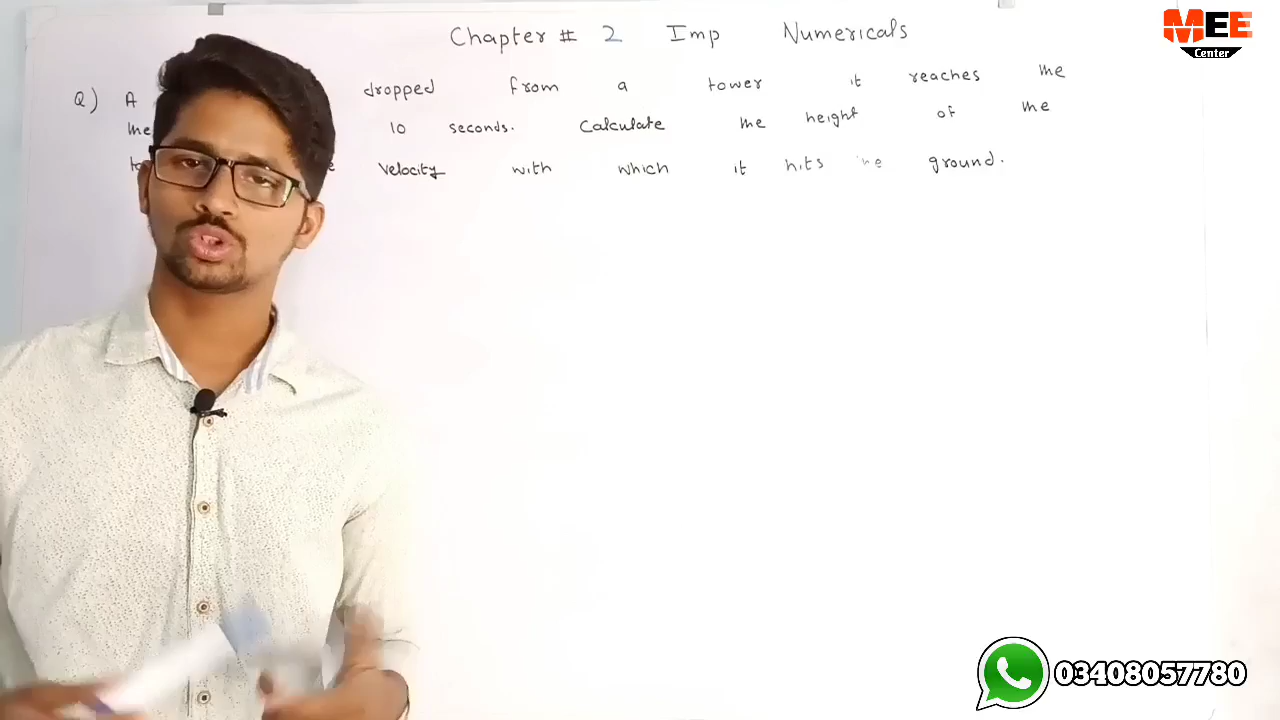 Chapter # 2 Imp Numericals
Q) A dropped from a tower it reaches the the
10 seconds. Calculate the height of
velocity with which it hits the ground.
MEE
Center
03408057780